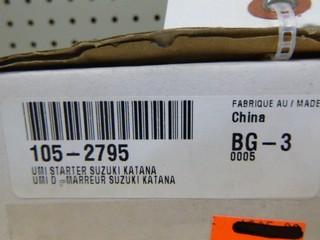 FABRIQUE AU / MADE
China
105-2795
BG-3
0005
UMI STARTER SUZUKI KATANA
UMI D MARREUR SUZUKI KATANA